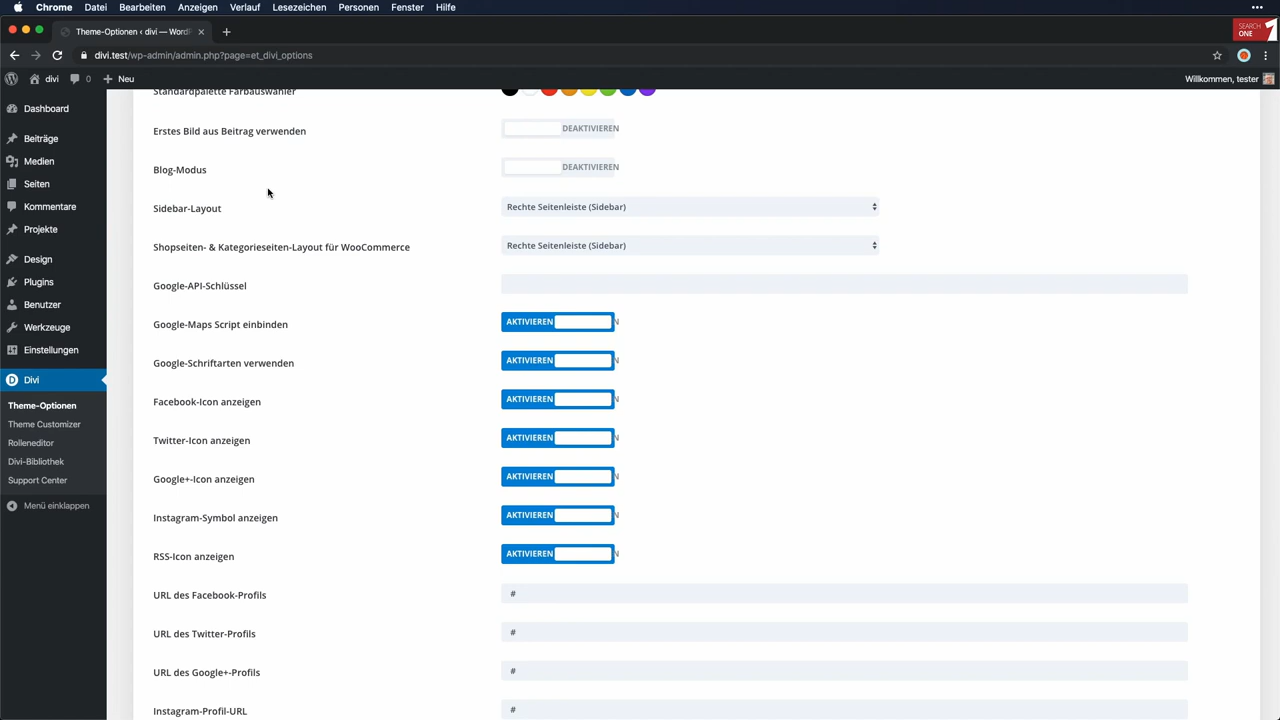 Chrome Datei Bearbeiten Anzeigen Verlauf Lesezeichen Personen Fenster Hilfe
Theme-Optionen ‹ divi — WordP
SEARCH ONE 1
divi.test/wp-admin/admin.php?page=et_divi_options
divi 0 Neu Willkommen, tester
Dashboard
Beiträge
Medien
Seiten
Kommentare
Projekte
Design
Plugins
Benutzer
Werkzeuge
Einstellungen
Divi
Theme-Optionen
Theme Customizer
Rolleneditor
Divi-Bibliothek
Support Center
Menü einklappen
Standardpalette Farbauswähler
Erstes Bild aus Beitrag verwenden DEAKTIVIEREN
Blog-Modus DEAKTIVIEREN
Sidebar-Layout Rechte Seitenleiste (Sidebar)
Shopseiten- & Kategorieseiten-Layout für WooCommerce Rechte Seitenleiste (Sidebar)
Google-API-Schlüssel
Google-Maps Script einbinden AKTIVIEREN N
Google-Schriftarten verwenden AKTIVIEREN N
Facebook-Icon anzeigen AKTIVIEREN N
Twitter-Icon anzeigen AKTIVIEREN N
Google+-Icon anzeigen AKTIVIEREN N
Instagram-Symbol anzeigen AKTIVIEREN N
RSS-Icon anzeigen AKTIVIEREN N
URL des Facebook-Profils #
URL des Twitter-Profils #
URL des Google+-Profils #
Instagram-Profil-URL #